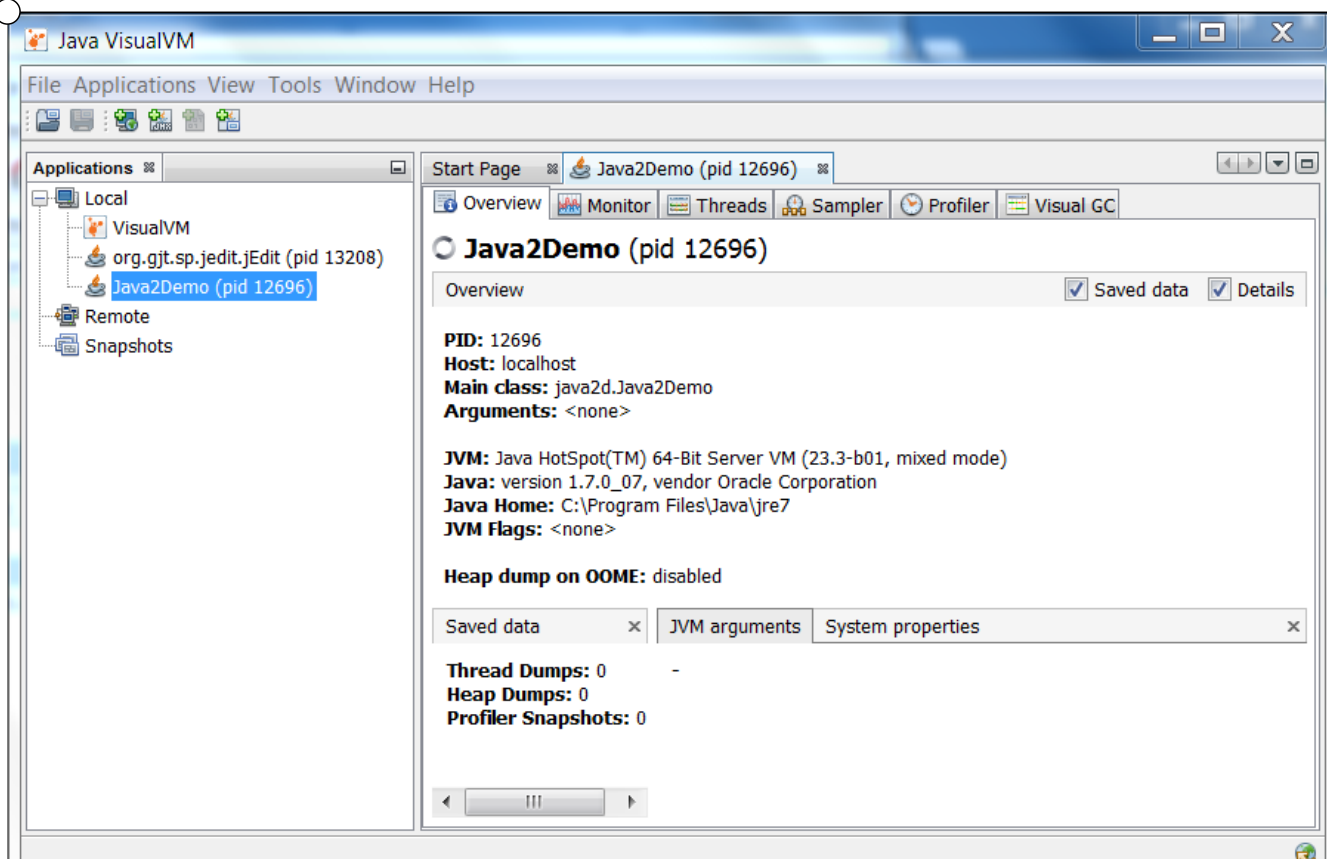 Java VisualVM
File Applications View Tools Window Help
Applications
Local
VisualVM
org.gjt.sp.jedit.jEdit (pid 13208)
Java2Demo (pid 12696)
Remote
Snapshots
Start Page Java2Demo (pid 12696)
Overview Monitor Threads Sampler Profiler Visual GC
Java2Demo (pid 12696)
Overview Saved data Details
PID: 12696
Host: localhost
Main class: java2d.Java2Demo
Arguments: <none>
JVM: Java HotSpot(TM) 64-Bit Server VM (23.3-b01, mixed mode)
Java: version 1.7.0_07, vendor Oracle Corporation
Java Home: C:\Program Files\Java\jre7
JVM Flags: <none>
Heap dump on OOME: disabled
Saved data JVM arguments System properties
Thread Dumps: 0 -
Heap Dumps: 0
Profiler Snapshots: 0